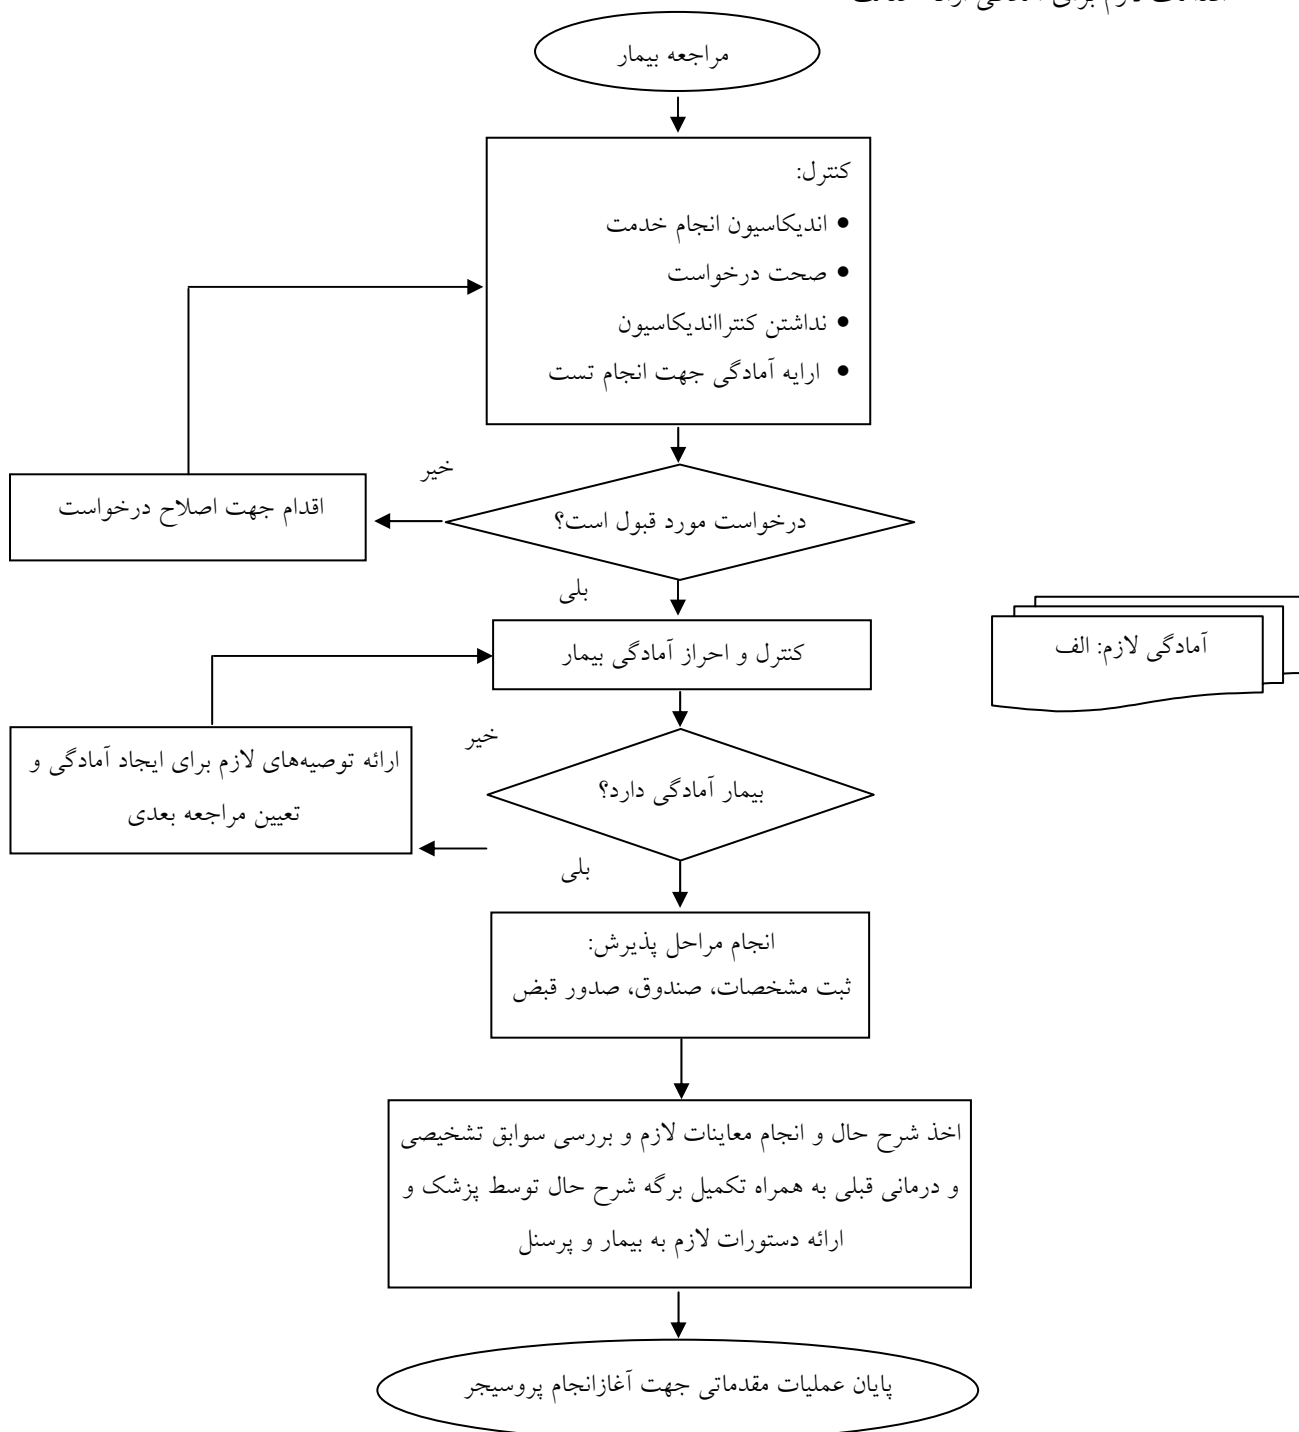 مراجعه بیمار
کنترل:
• اندیکاسیون انجام خدمت
• صحت درخواست
• نداشتن کنترااندیکاسیون
• ارایه آمادگی جهت انجام تست
خیر
درخواست مورد قبول است؟
اقدام جهت اصلاح درخواست
بلی
کنترل و احراز آمادگی بیمار
آمادگی لازم: الف
خیر
بیمار آمادگی دارد؟
ارائه توصیه‌های لازم برای ایجاد آمادگی و
تعیین مراجعه بعدی
بلی
انجام مراحل پذیرش:
ثبت مشخصات، صندوق، صدور قبض
اخذ شرح حال و انجام معاینات لازم و بررسی سوابق تشخیصی
و درمانی قبلی به همراه تکمیل برگه شرح حال توسط پزشک و
ارائه دستورات لازم به بیمار و پرسنل
پایان عملیات مقدماتی جهت آغازانجام پروسیجر